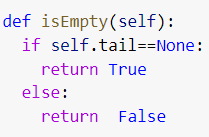 def isEmpty(self):
  if self.tail==None:
    return True
  else:
    return  False